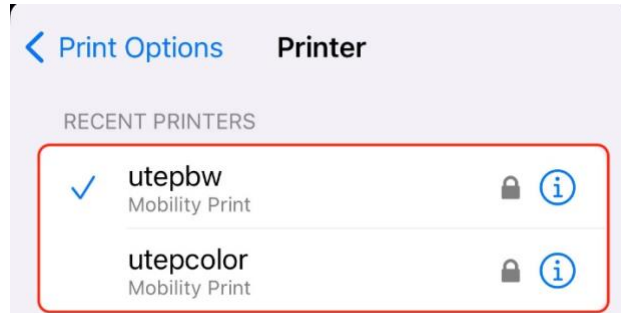 Print Options Printer
RECENT PRINTERS
utepbw
Mobility Print
utepcolor
Mobility Print